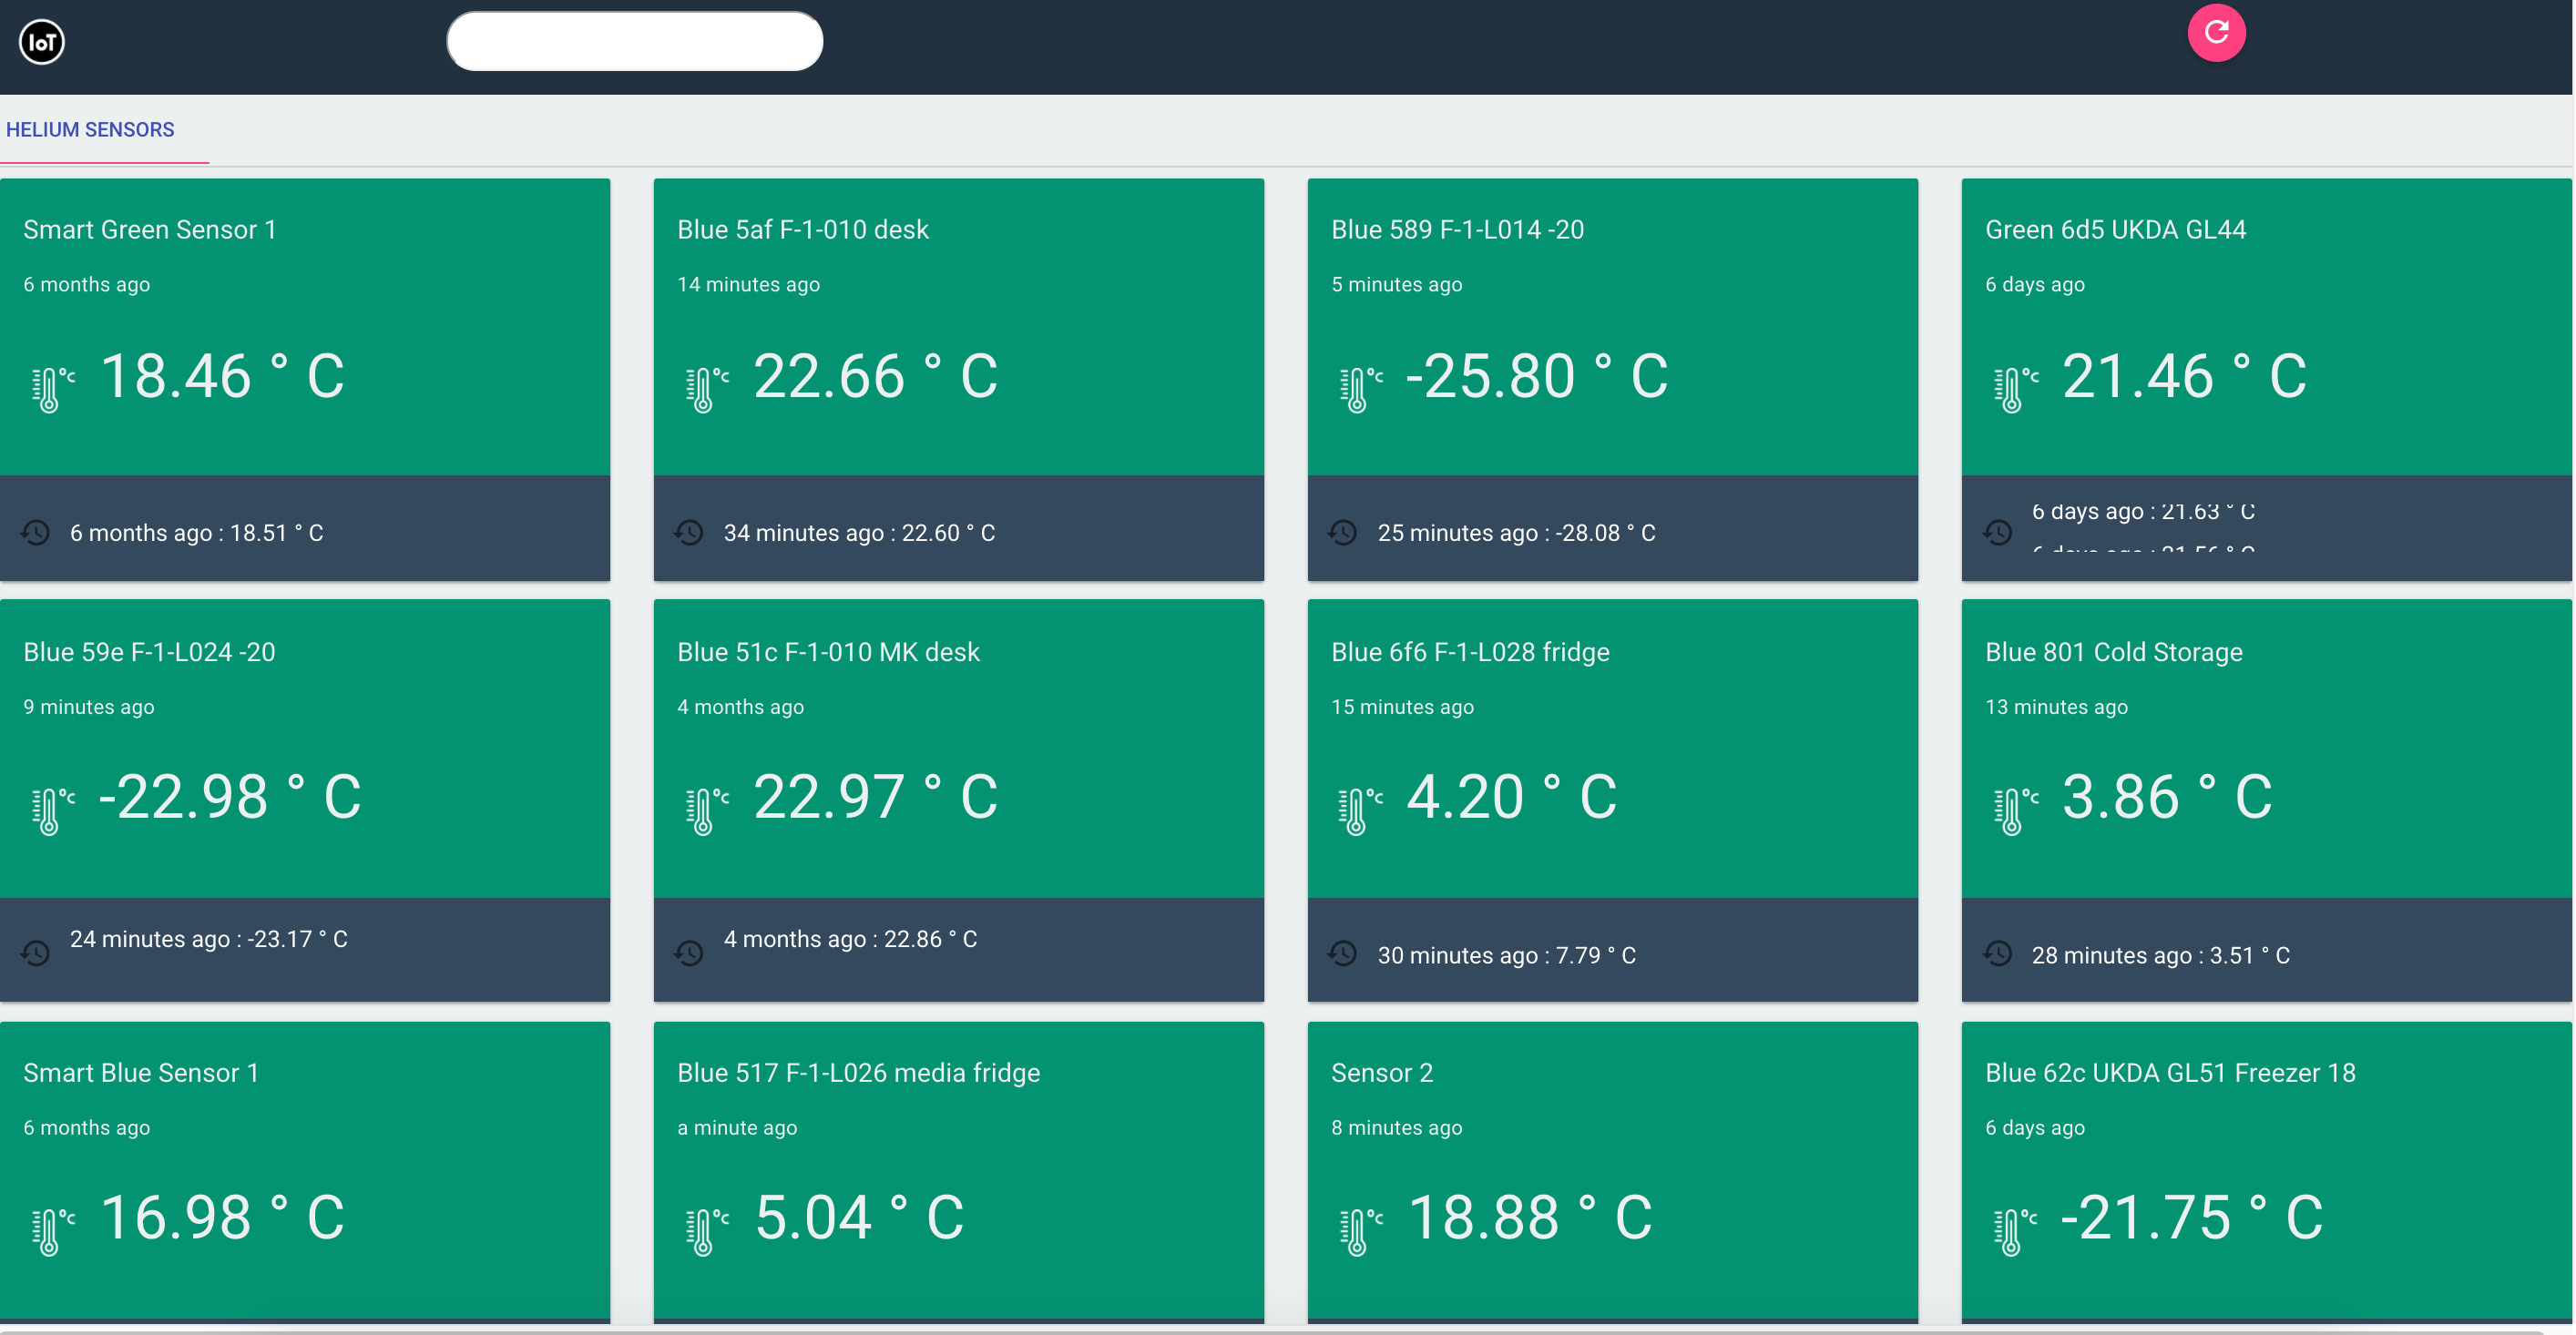 IoT
HELIUM SENSORS
Smart Green Sensor 1
6 months ago
°c 18.46 ° C
6 months ago : 18.51 ° C
Blue 5af F-1-010 desk
14 minutes ago
°c 22.66 ° C
34 minutes ago : 22.60 ° C
Blue 589 F-1-L014 -20
5 minutes ago
°c -25.80 ° C
25 minutes ago : -28.08 ° C
Green 6d5 UKDA GL44
6 days ago
°c 21.46 ° C
6 days ago : 21.63 ° C
6 days ago : 21.56 ° C
Blue 59e F-1-L024 -20
9 minutes ago
°c -22.98 ° C
24 minutes ago : -23.17 ° C
Blue 51c F-1-010 MK desk
4 months ago
°c 22.97 ° C
4 months ago : 22.86 ° C
Blue 6f6 F-1-L028 fridge
15 minutes ago
°c 4.20 ° C
30 minutes ago : 7.79 ° C
Blue 801 Cold Storage
13 minutes ago
°c 3.86 ° C
28 minutes ago : 3.51 ° C
Smart Blue Sensor 1
6 months ago
°c 16.98 ° C
Blue 517 F-1-L026 media fridge
a minute ago
°c 5.04 ° C
Sensor 2
8 minutes ago
°c 18.88 ° C
Blue 62c UKDA GL51 Freezer 18
6 days ago
°c -21.75 ° C